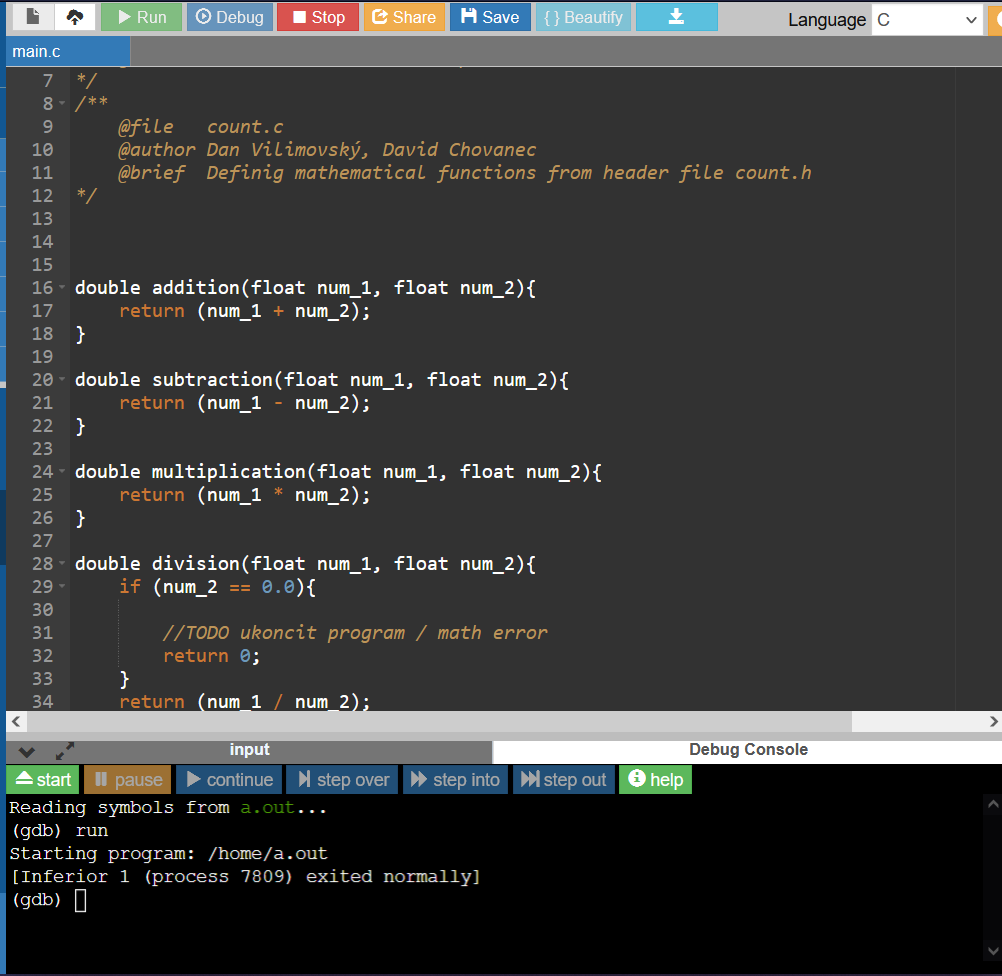 Run Debug Stop Share Save { } Beautify Language C
main.c
7 */
8 /**
9 @file count.c
10 @author Dan Vilimovský, David Chovanec
11 @brief Definig mathematical functions from header file count.h
12 */
13
14
15
16 double addition(float num_1, float num_2){
17 return (num_1 + num_2);
18 }
19
20 double subtraction(float num_1, float num_2){
21 return (num_1 - num_2);
22 }
23
24 double multiplication(float num_1, float num_2){
25 return (num_1 * num_2);
26 }
27
28 double division(float num_1, float num_2){
29 if (num_2 == 0.0){
30
31 //TODO ukoncit program / math error
32 return 0;
33 }
34 return (num_1 / num_2);
input Debug Console
start pause continue step over step into step out help
Reading symbols from a.out...
(gdb) run
Starting program: /home/a.out
[Inferior 1 (process 7809) exited normally]
(gdb)